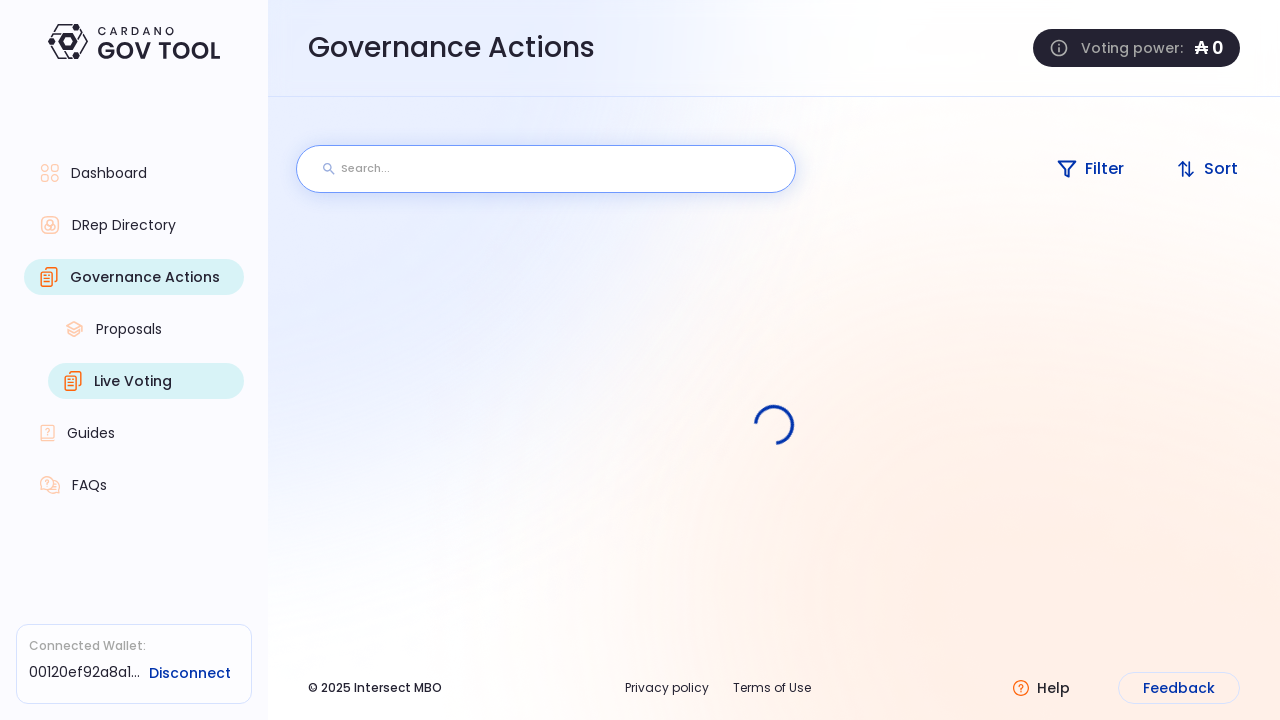 CARDANO
GOV TOOL
Governance Actions
Voting power: ₳ 0
Dashboard
DRep Directory
Governance Actions
Proposals
Live Voting
Guides
FAQs
Search...
Filter
Sort
Connected Wallet:
00120ef92a8a1...
Disconnect
© 2025 Intersect MBO
Privacy policy
Terms of Use
Help
Feedback